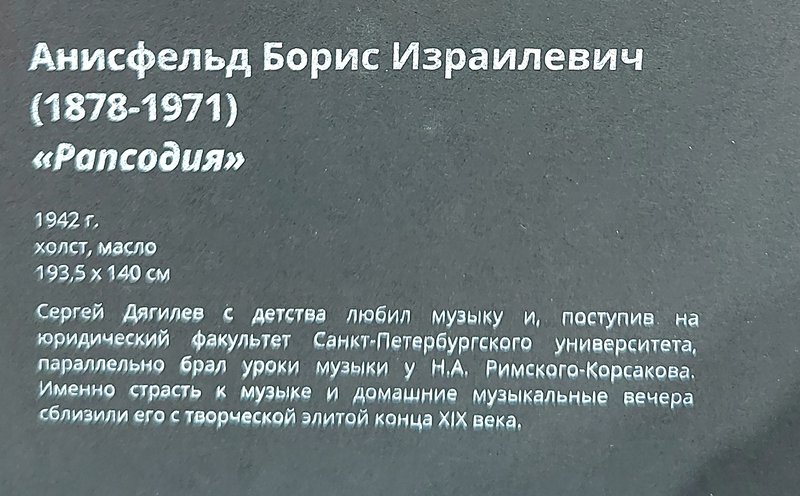 Анисфельд Борис Израилевич
(1878-1971)
«Рапсодия»
1942 г.
холст, масло
193,5 х 140 см
Сергей Дягилев с детства любил музыку и, поступив на
юридический факультет Санкт-Петербургского университета,
параллельно брал уроки музыки у Н.А. Римского-Корсакова.
Именно страсть к музыке и домашние музыкальные вечера
сблизили его с творческой элитой конца XIX века.